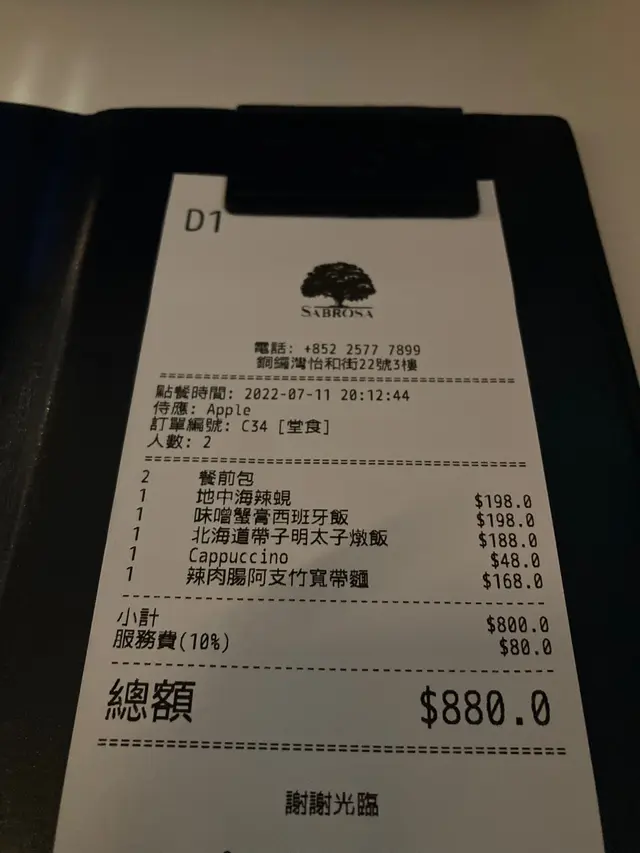 D1
SABROSA
電話: +852 2577 7899
銅鑼灣怡和街22號3樓
點餐時間: 2022-07-11 20:12:44
侍應: Apple
訂單編號: C34 [堂食]
人數: 2
2 餐前包
1 地中海辣蜆 $198.0
1 味噌蟹膏西班牙飯 $198.0
1 北海道帶子明太子燉飯 $188.0
1 Cappuccino $48.0
1 辣肉腸阿支竹寬帶麵 $168.0
小計 $800.0
服務費(10%) $80.0
總額 $880.0
謝謝光臨